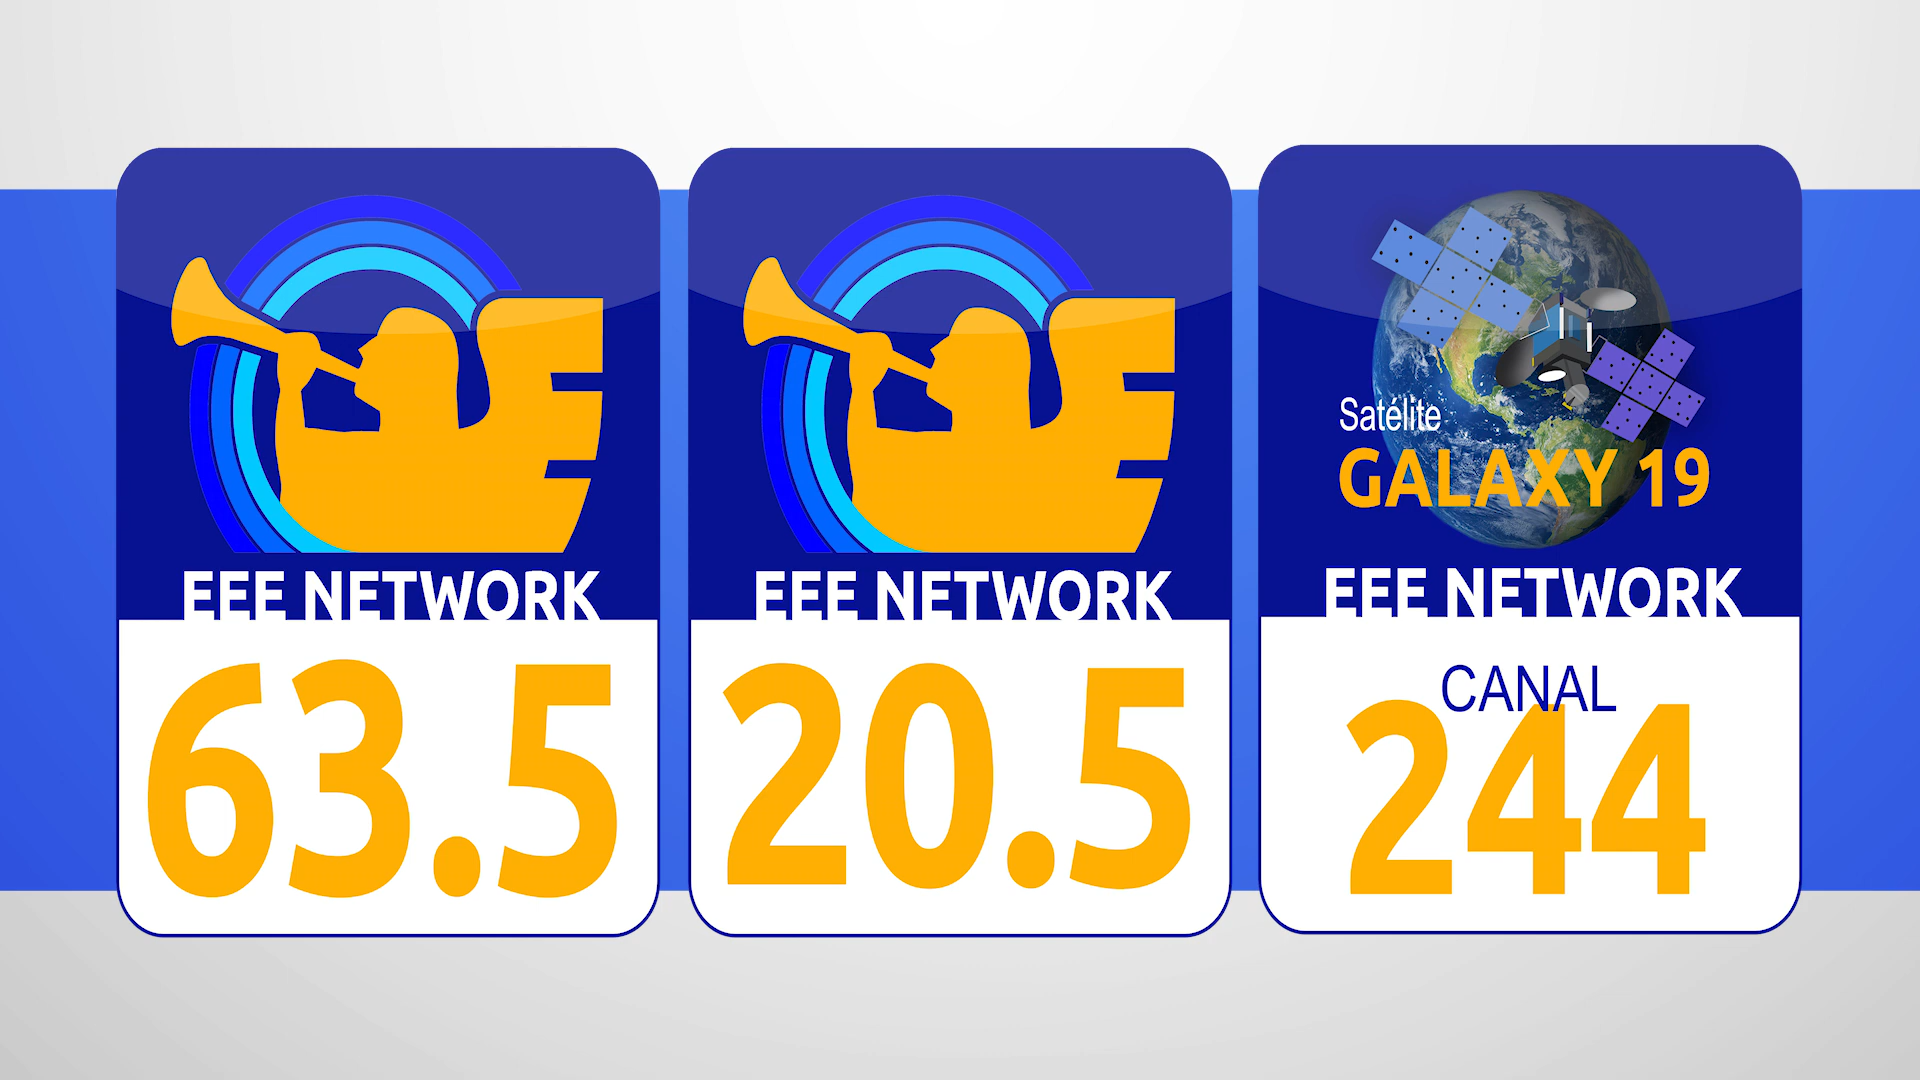 EEE NETWORK
63.5
EEE NETWORK
20.5
Satélite
GALAXY 19
EEE NETWORK
CANAL
244